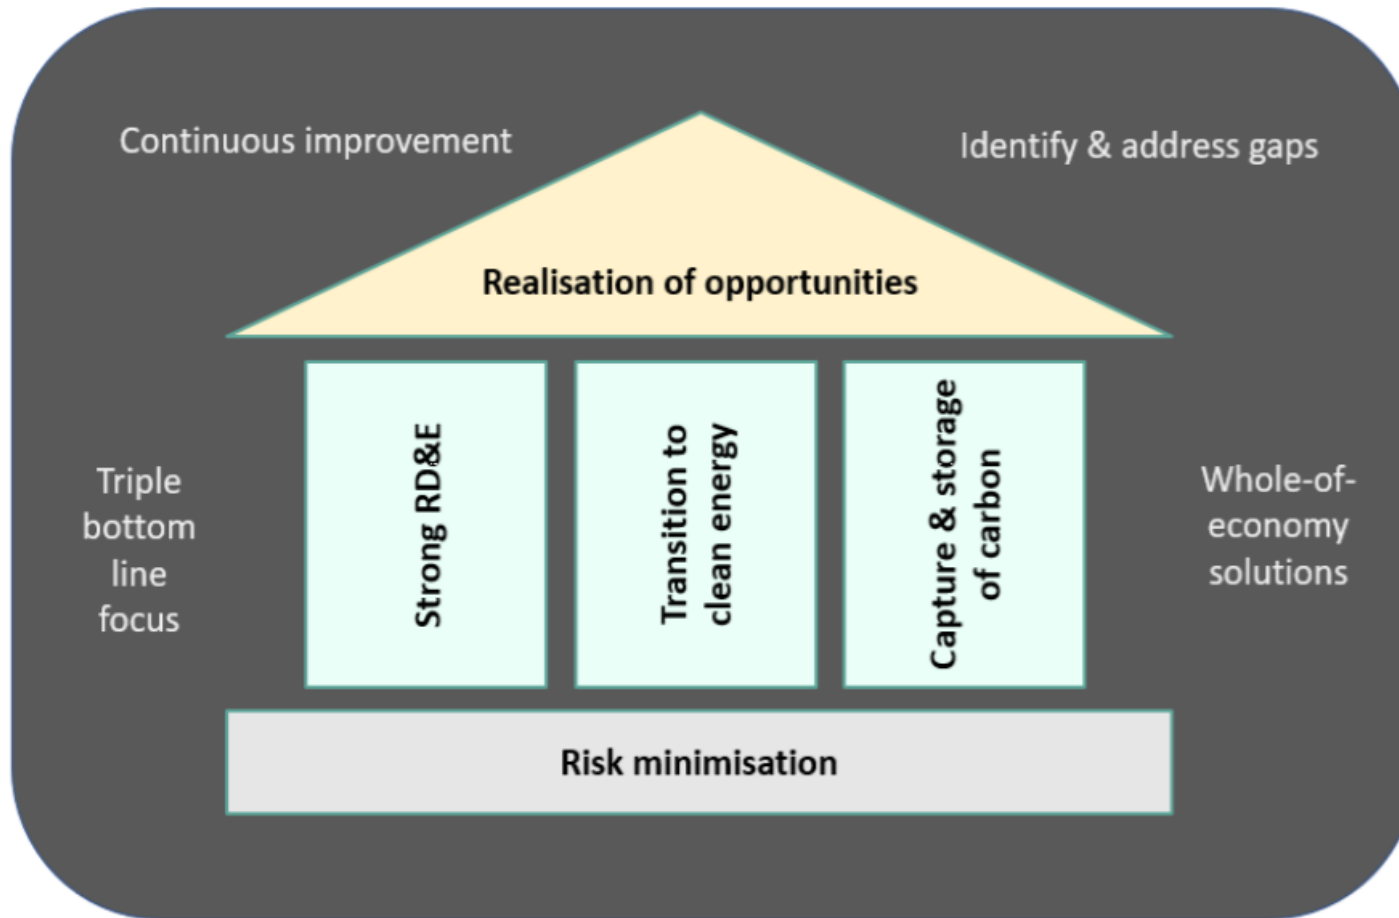 Continuous improvement
Identify & address gaps
Realisation of opportunities
Triple
bottom
line
focus
Strong RD&E
Transition to
clean energy
Capture & storage
of carbon
Whole-of-
economy
solutions
Risk minimisation